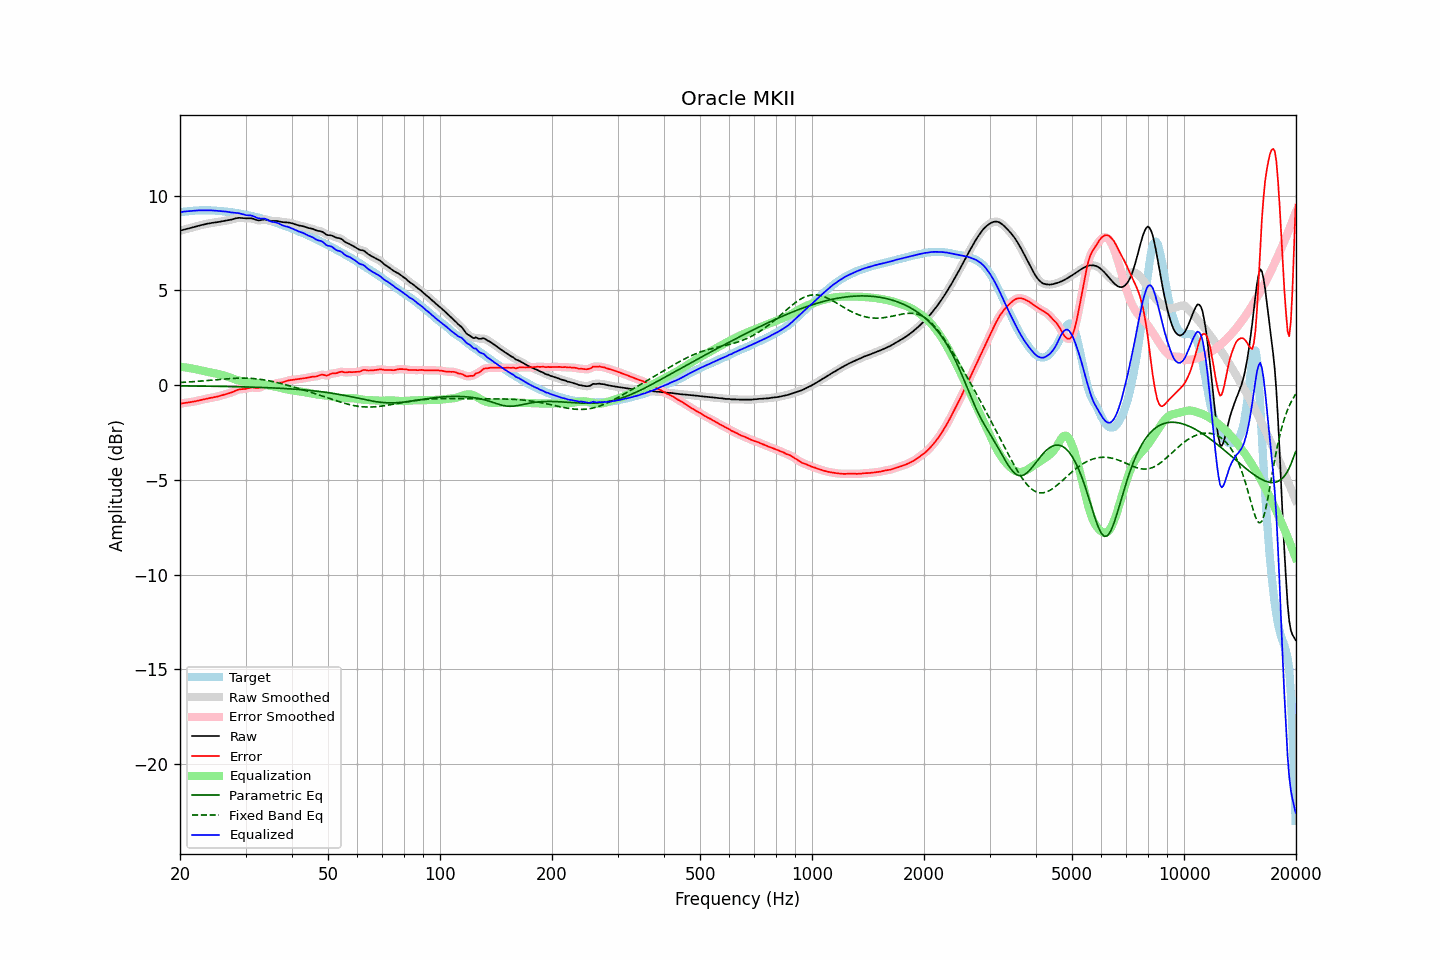 Oracle MKII
Amplitude (dBr)
10
5
0
−5
−10
−15
−20
Target
Raw Smoothed
Error Smoothed
Raw
Error
Equalization
Parametric Eq
Fixed Band Eq
Equalized
20 50 100 200 500 1000 2000 5000 10000 20000
Frequency (Hz)